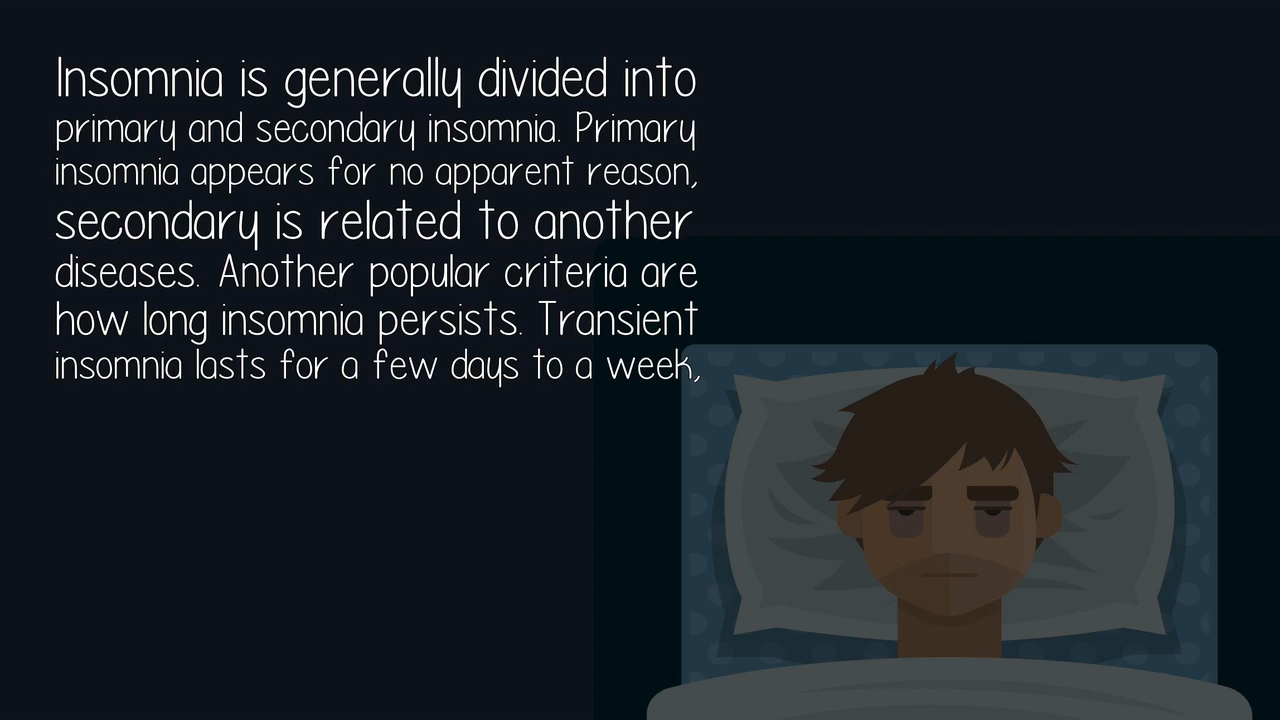 Insomnia is generally divided into
primary and secondary insomnia. Primary
insomnia appears for no apparent reason,
secondary is related to another
diseases. Another popular criteria are
how long insomnia persists. Transient
insomnia lasts for a few days to a week,